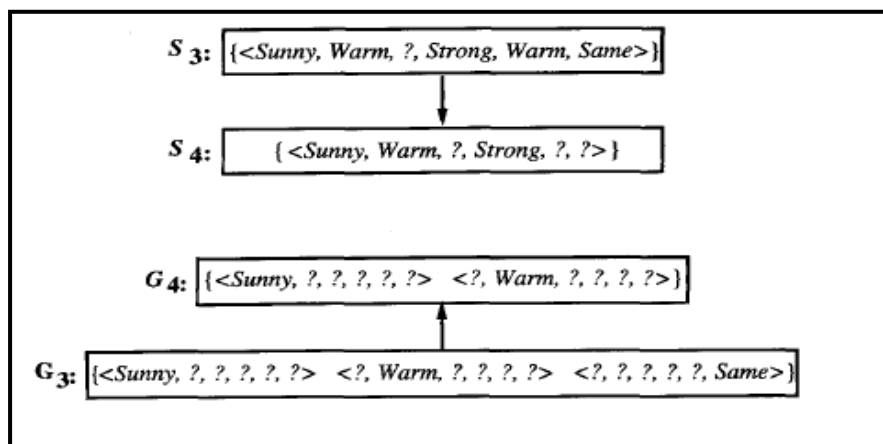 S 3: {<Sunny, Warm, ?, Strong, Warm, Same>}
S 4: { <Sunny, Warm, ?, Strong, ?, ?> }
G 4: {<Sunny, ?, ?, ?, ?, ?> <?, Warm, ?, ?, ?, ?>}
G 3: {<Sunny, ?, ?, ?, ?, ?> <?, Warm, ?, ?, ?, ?> <?, ?, ?, ?, ?, Same>}